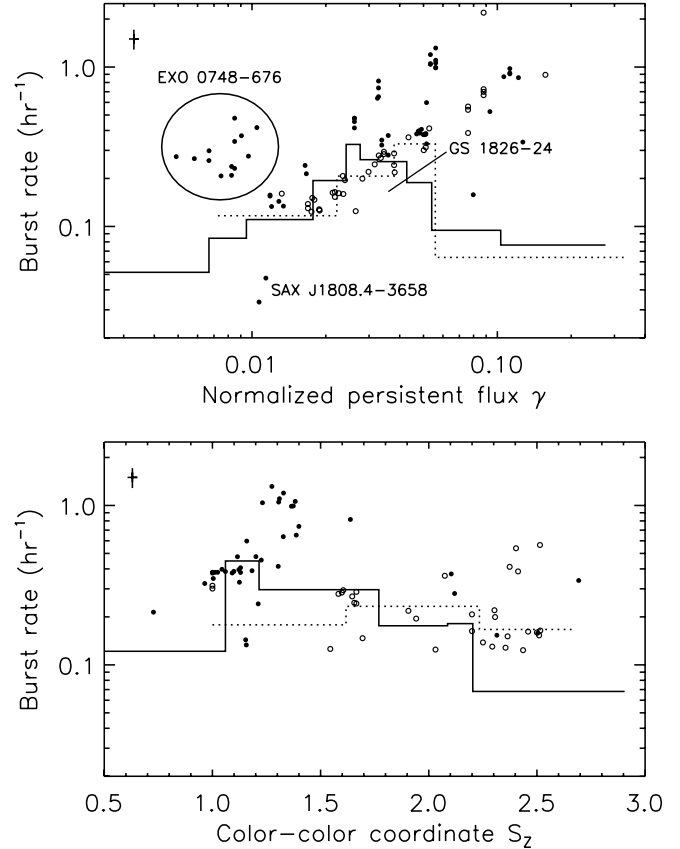 1.0
EXO 0748−676
GS 1826−24
0.1
SAX J1808.4−3658
Burst rate (hr⁻¹)
0.01 0.10
Normalized persistent flux γ
1.0
0.1
Burst rate (hr⁻¹)
0.5 1.0 1.5 2.0 2.5 3.0
Color−color coordinate S_Z